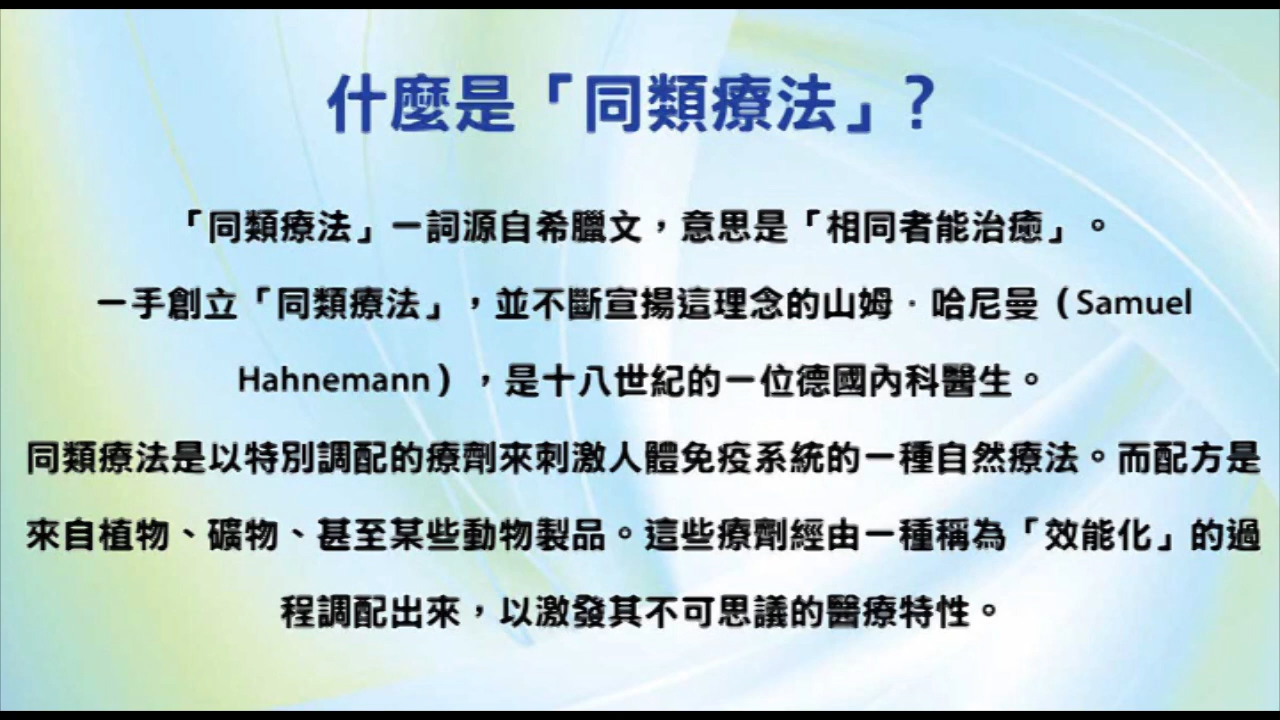 什麼是「同類療法」?
「同類療法」一詞源自希臘文，意思是「相同者能治癒」。
一手創立「同類療法」，並不斷宣揚這理念的山姆．哈尼曼（Samuel
Hahnemann），是十八世紀的一位德國內科醫生。
同類療法是以特別調配的療劑來刺激人體免疫系統的一種自然療法。而配方是
來自植物、礦物、甚至某些動物製品。這些療劑經由一種稱為「效能化」的過
程調配出來，以激發其不可思議的醫療特性。